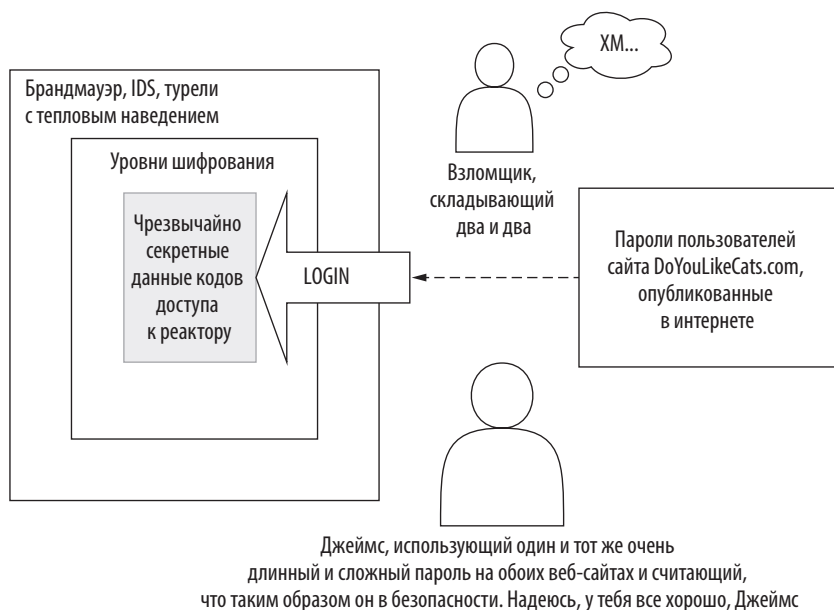 ХМ...
Брандмауэр, IDS, турели
с тепловым наведением
Уровни шифрования
Чрезвычайно
секретные
данные кодов
доступа
к реактору
LOGIN
Взломщик,
складывающий
два и два
Пароли пользователей
сайта DoYouLikeCats.com,
опубликованные
в интернете
Джеймс, использующий один и тот же очень
длинный и сложный пароль на обоих веб-сайтах и считающий,
что таким образом он в безопасности. Надеюсь, у тебя все хорошо, Джеймс